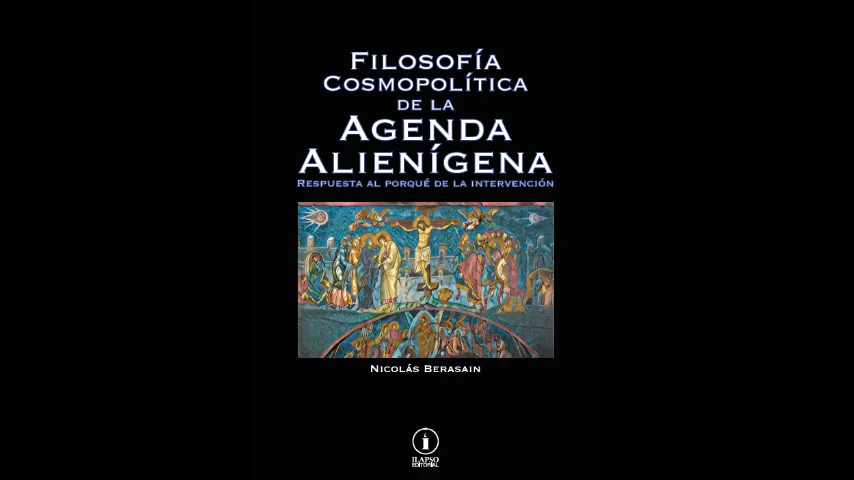 FILOSOFÍA
COSMOPOLÍTICA
DE LA
AGENDA
ALIENÍGENA
RESPUESTA AL PORQUÉ DE LA INTERVENCIÓN
NICOLÁS BERASAIN
ILAPSO
EDITORIAL